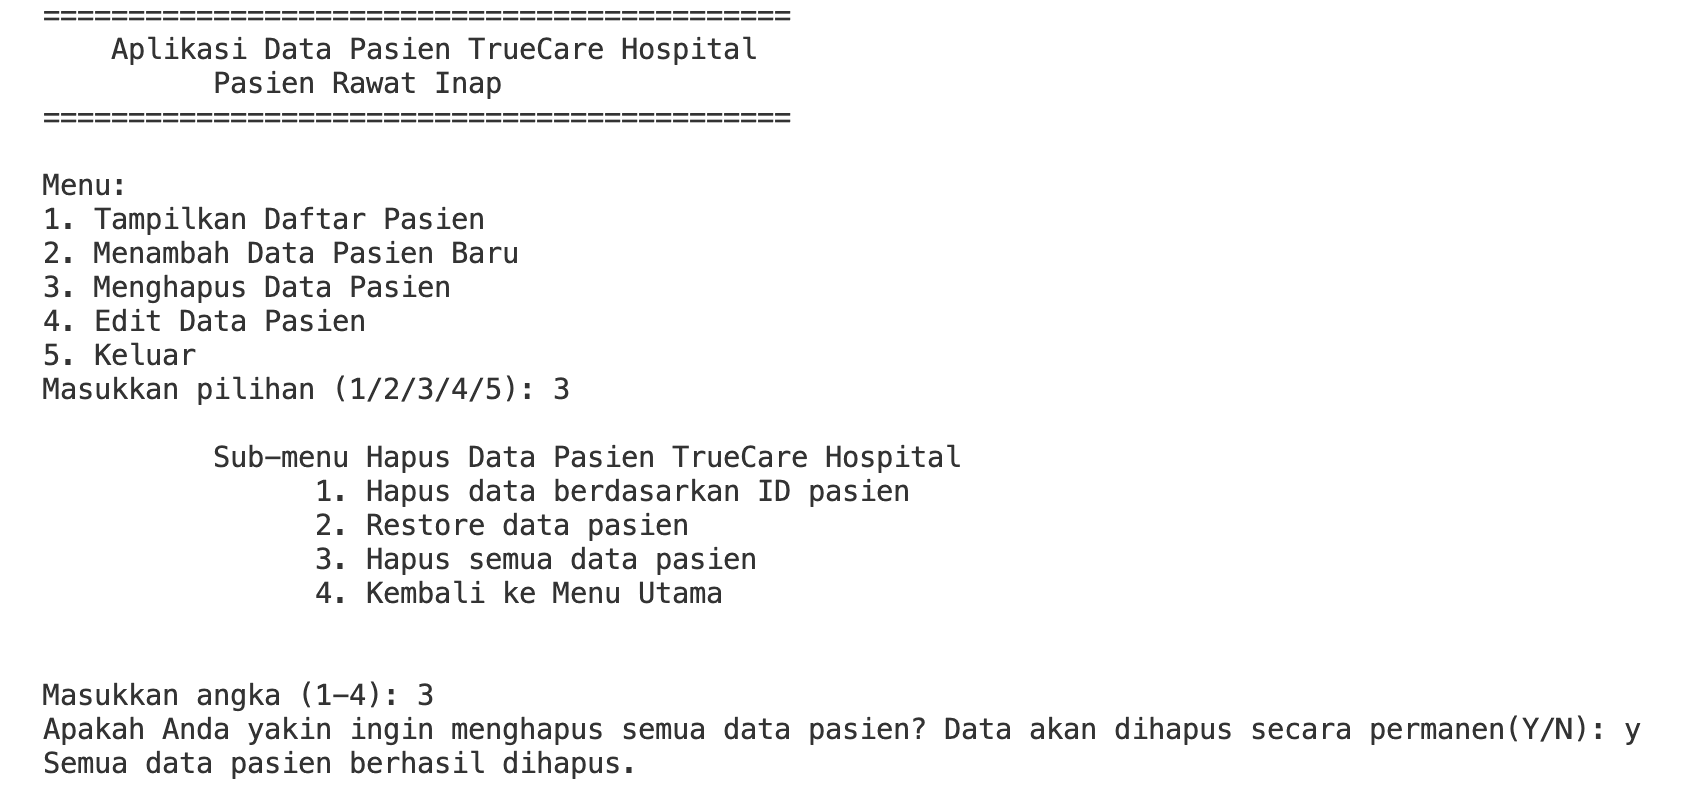 ============================================
Aplikasi Data Pasien TrueCare Hospital
Pasien Rawat Inap
============================================
Menu:
1. Tampilkan Daftar Pasien
2. Menambah Data Pasien Baru
3. Menghapus Data Pasien
4. Edit Data Pasien
5. Keluar
Masukkan pilihan (1/2/3/4/5): 3
Sub-menu Hapus Data Pasien TrueCare Hospital
1. Hapus data berdasarkan ID pasien
2. Restore data pasien
3. Hapus semua data pasien
4. Kembali ke Menu Utama
Masukkan angka (1-4): 3
Apakah Anda yakin ingin menghapus semua data pasien? Data akan dihapus secara permanen(Y/N): y
Semua data pasien berhasil dihapus.